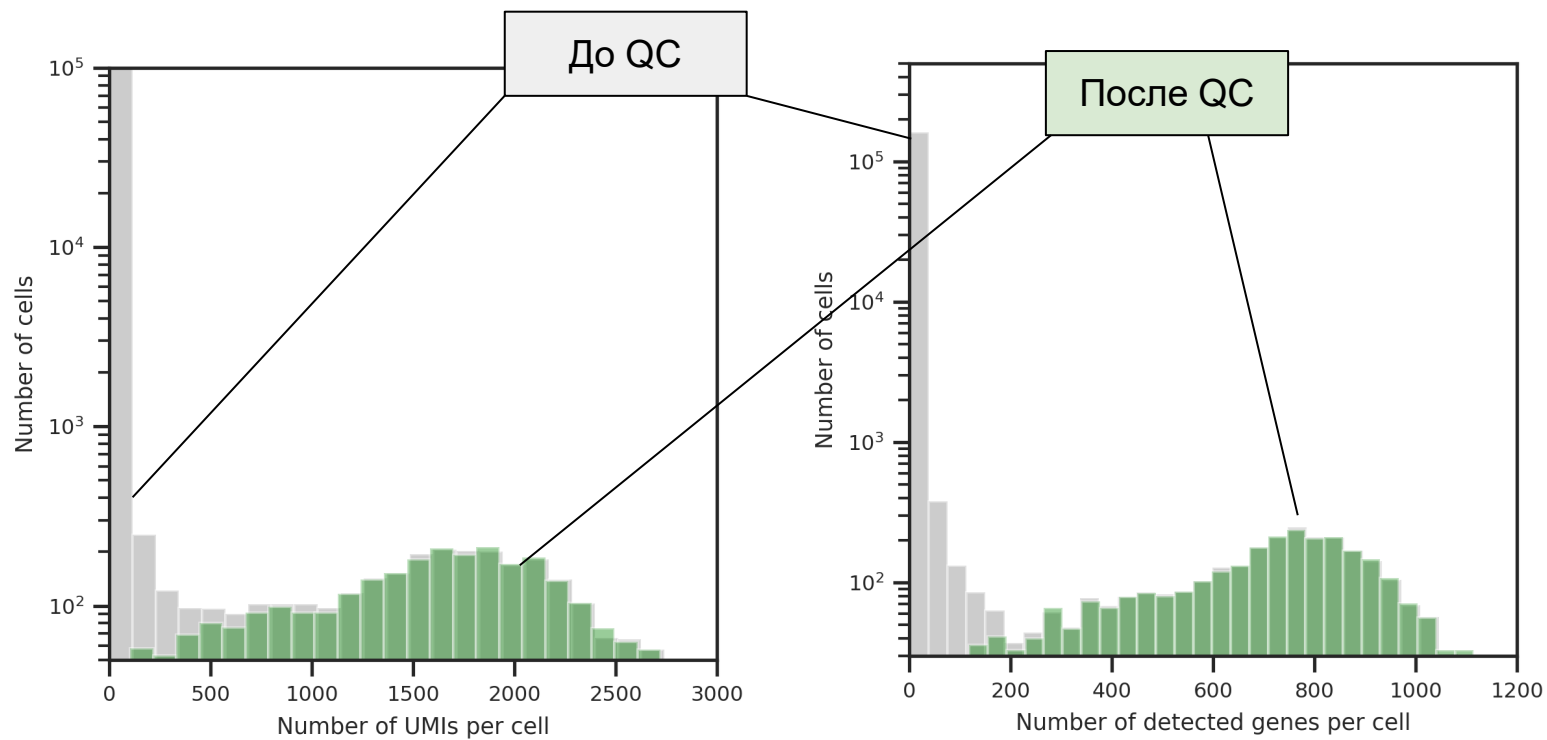 До QC
После QC
10⁵
10⁴
10³
10²
Number of cells
0 500 1000 1500 2000 2500 3000
Number of UMIs per cell
10⁵
10⁴
10³
10²
Number of cells
0 200 400 600 800 1000 1200
Number of detected genes per cell